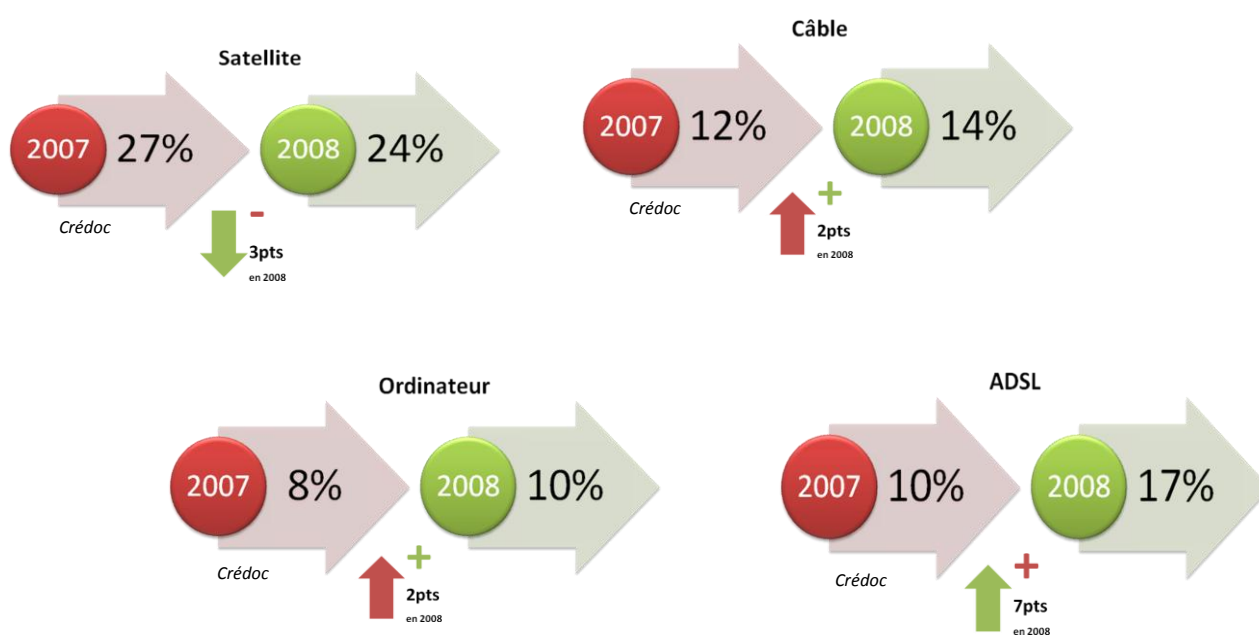 Satellite
2007 27% 2008 24%
Crédoc
-
3pts
en 2008
Câble
2007 12% 2008 14%
Crédoc
+
2pts
en 2008
Ordinateur
2007 8% 2008 10%
Crédoc
+
2pts
en 2008
ADSL
2007 10% 2008 17%
Crédoc
+
7pts
en 2008